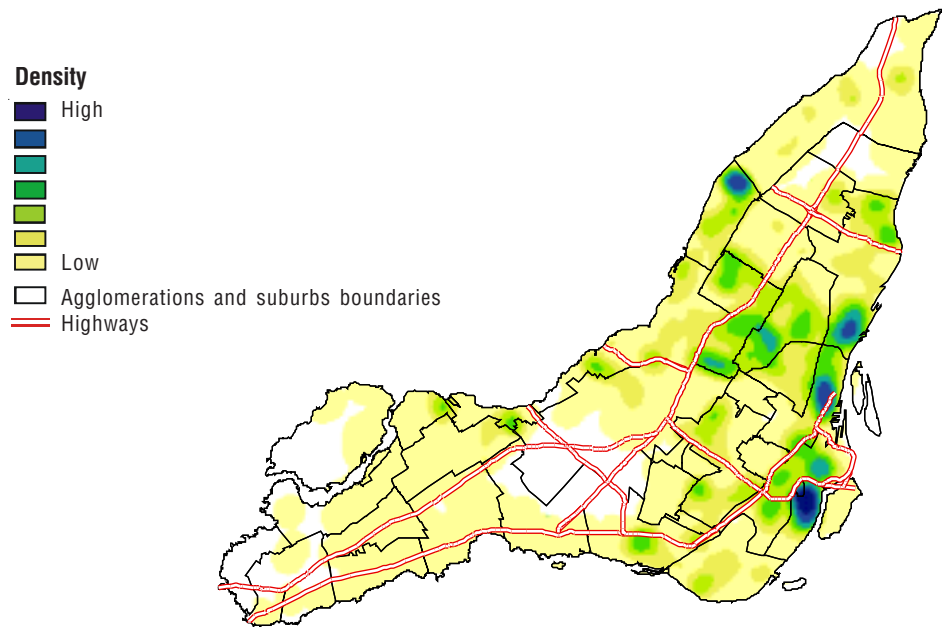 Density
High
Low
Agglomerations and suburbs boundaries
Highways